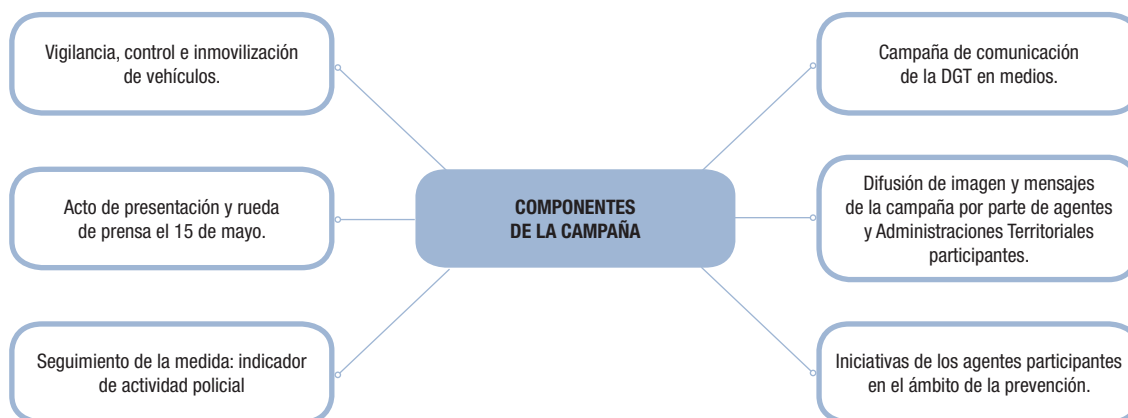 Vigilancia, control e inmovilización
de vehículos.
Campaña de comunicación
de la DGT en medios.
Acto de presentación y rueda
de prensa el 15 de mayo.
COMPONENTES
DE LA CAMPAÑA
Difusión de imagen y mensajes
de la campaña por parte de agentes
y Administraciones Territoriales
participantes.
Seguimiento de la medida: indicador
de actividad policial
Iniciativas de los agentes participantes
en el ámbito de la prevención.